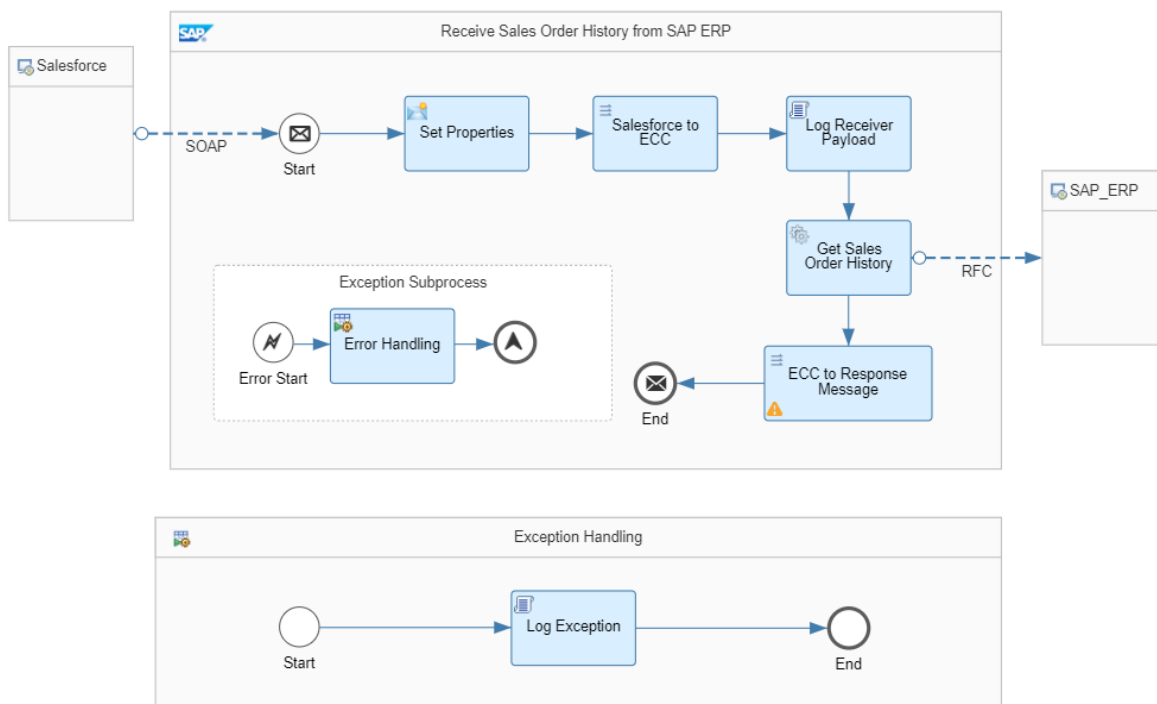 SAP
Receive Sales Order History from SAP ERP
Salesforce
SOAP
Start
Set Properties
Salesforce to
ECC
Log Receiver
Payload
SAP_ERP
Get Sales
Order History
RFC
Exception Subprocess
Error Start
Error Handling
ECC to Response
Message
End
Exception Handling
Start
Log Exception
End